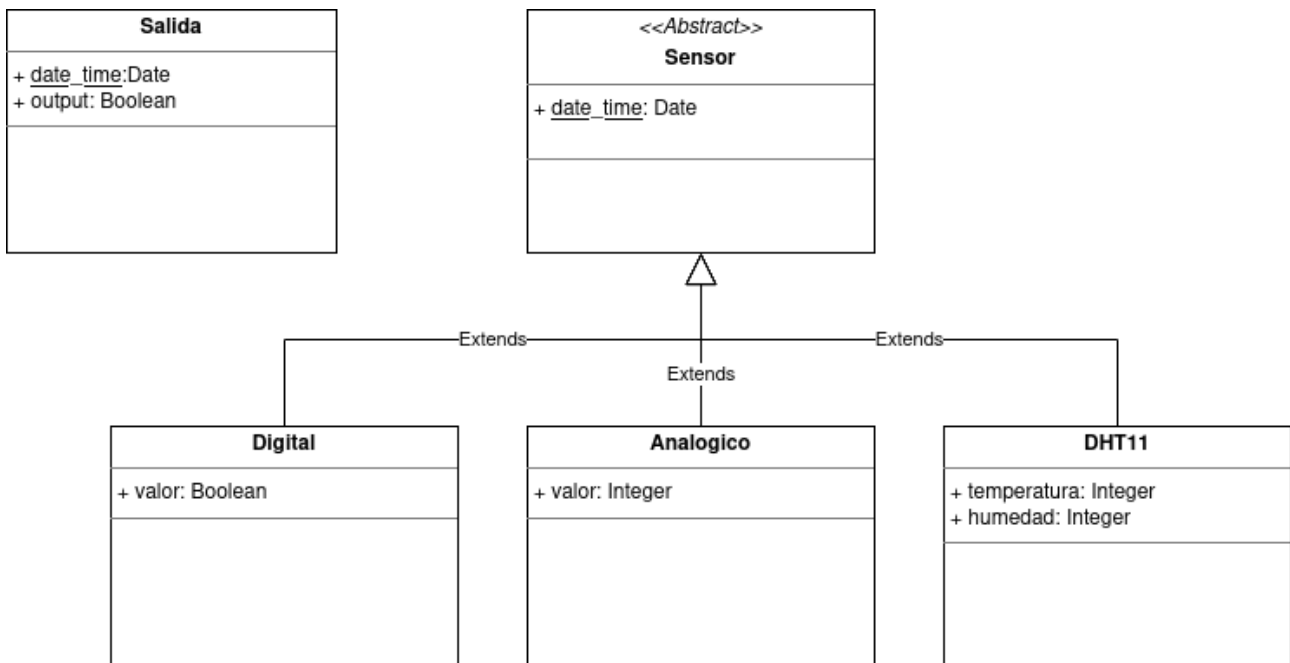 Salida
+ date_time:Date
+ output: Boolean
<<Abstract>>
Sensor
+ date_time: Date
Extends
Extends
Extends
Digital
+ valor: Boolean
Analogico
+ valor: Integer
DHT11
+ temperatura: Integer
+ humedad: Integer